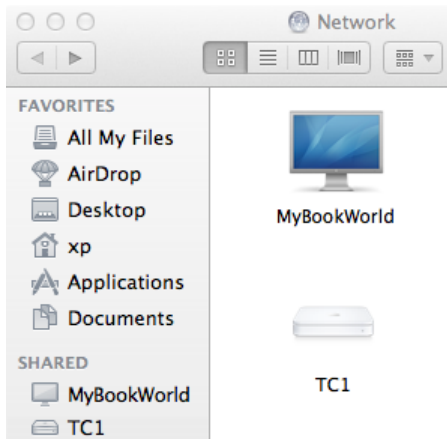 Network
FAVORITES
All My Files
AirDrop
Desktop
xp
Applications
Documents
SHARED
MyBookWorld
TC1
MyBookWorld
TC1